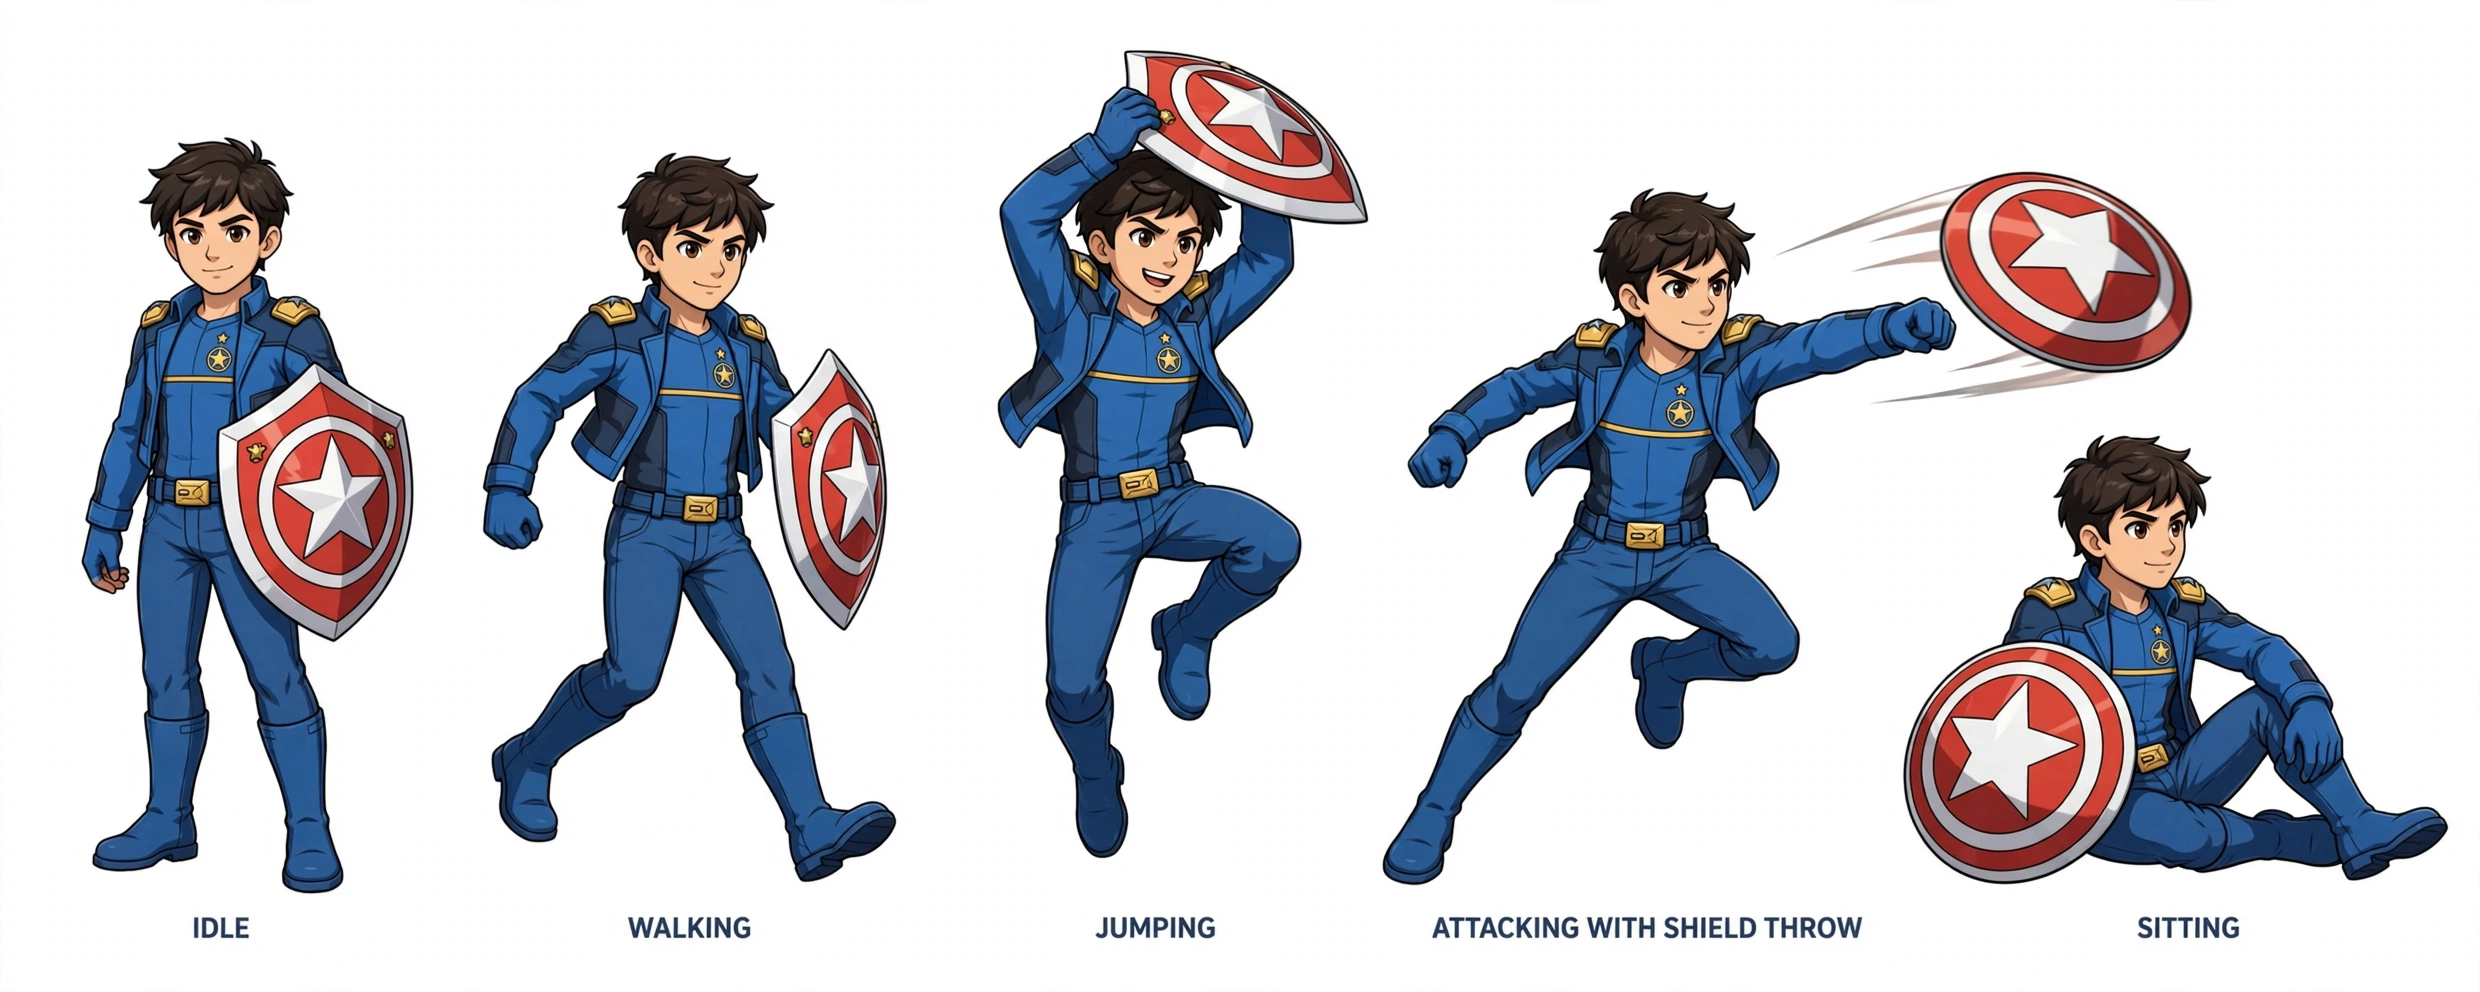 IDLE
WALKING
JUMPING
ATTACKING WITH SHIELD THROW
SITTING